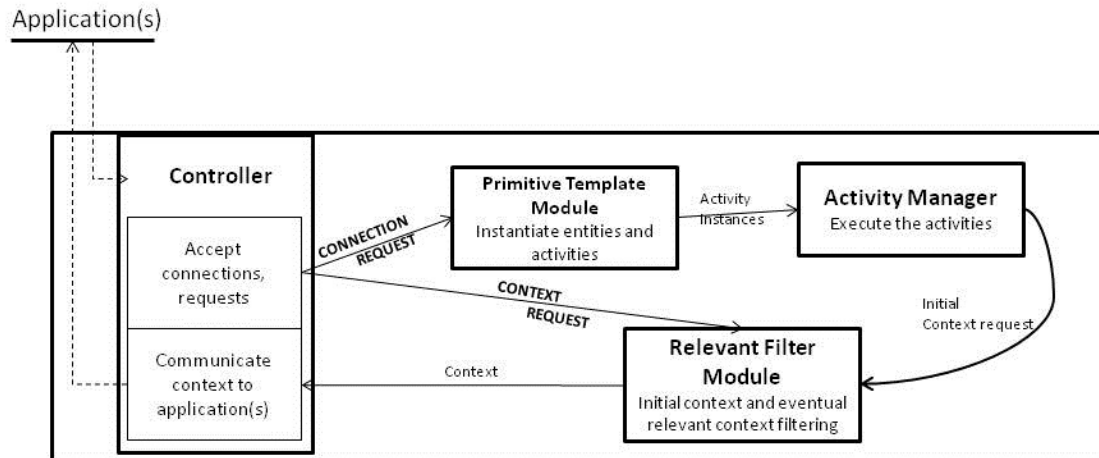 Application(s)
Controller
Accept
connections,
requests
Communicate
context to
application(s)
CONNECTION
REQUEST
Primitive Template
Module
Instantiate entities and
activities
Activity
Instances
Activity Manager
Execute the activities
CONTEXT
REQUEST
Initial
Context request
Relevant Filter
Module
Initial context and eventual
relevant context filtering
Context